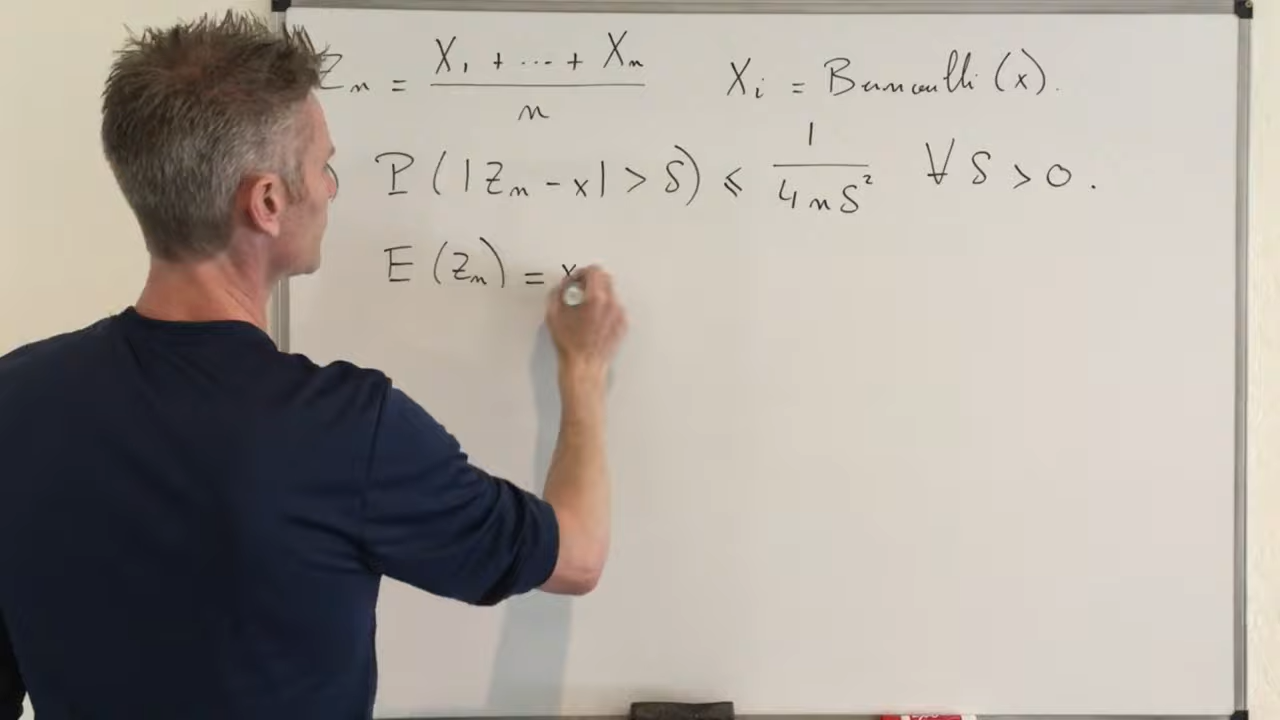 Zₙ = (X₁ + ... + Xₙ) / n    Xᵢ = Bernoulli (x).
P(|Zₙ - x| > δ) ≤ 1 / (4nδ²)    ∀ δ > 0.
E(Zₙ) = x